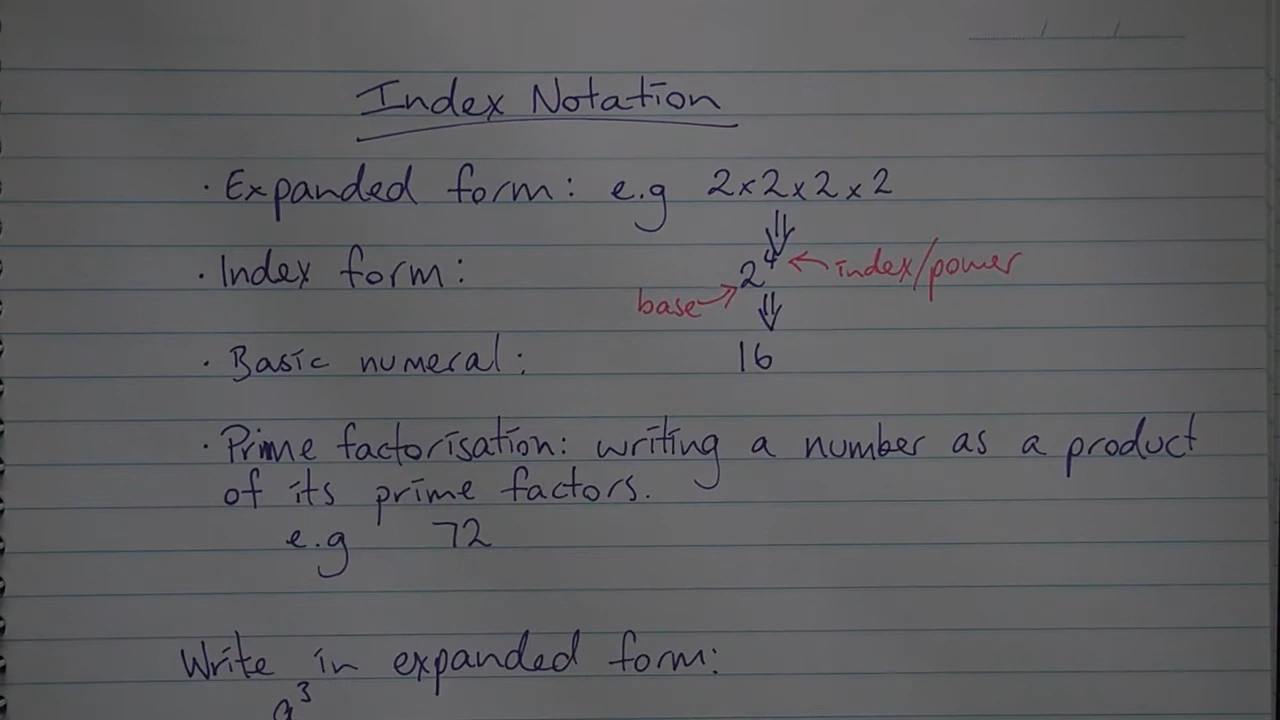 Index Notation
· Expanded form: e.g 2×2×2×2
⇓
· Index form: 2⁴ ← index/power
base →
⇓
· Basic numeral: 16
· Prime factorisation: writing a number as a product
of its prime factors.
e.g 72
Write in expanded form: